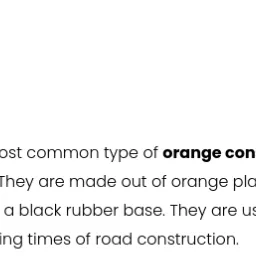 ost common type of orange con
They are made out of orange pla
a black rubber base. They are us
ing times of road construction.